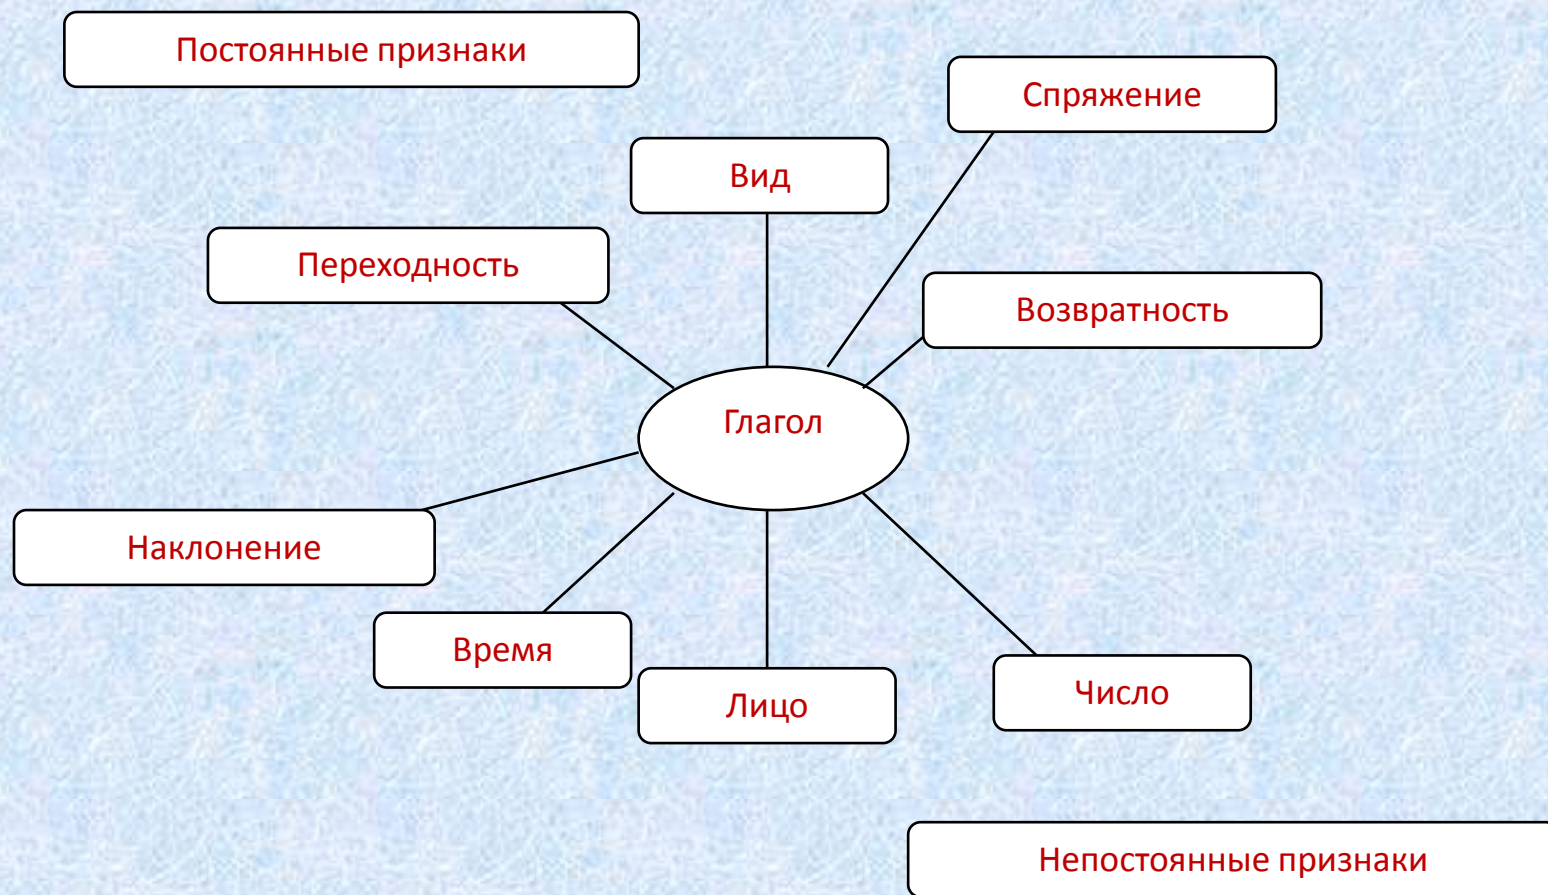 Постоянные признаки
Спряжение
Вид
Переходность
Возвратность
Глагол
Наклонение
Время
Лицо
Число
Непостоянные признаки